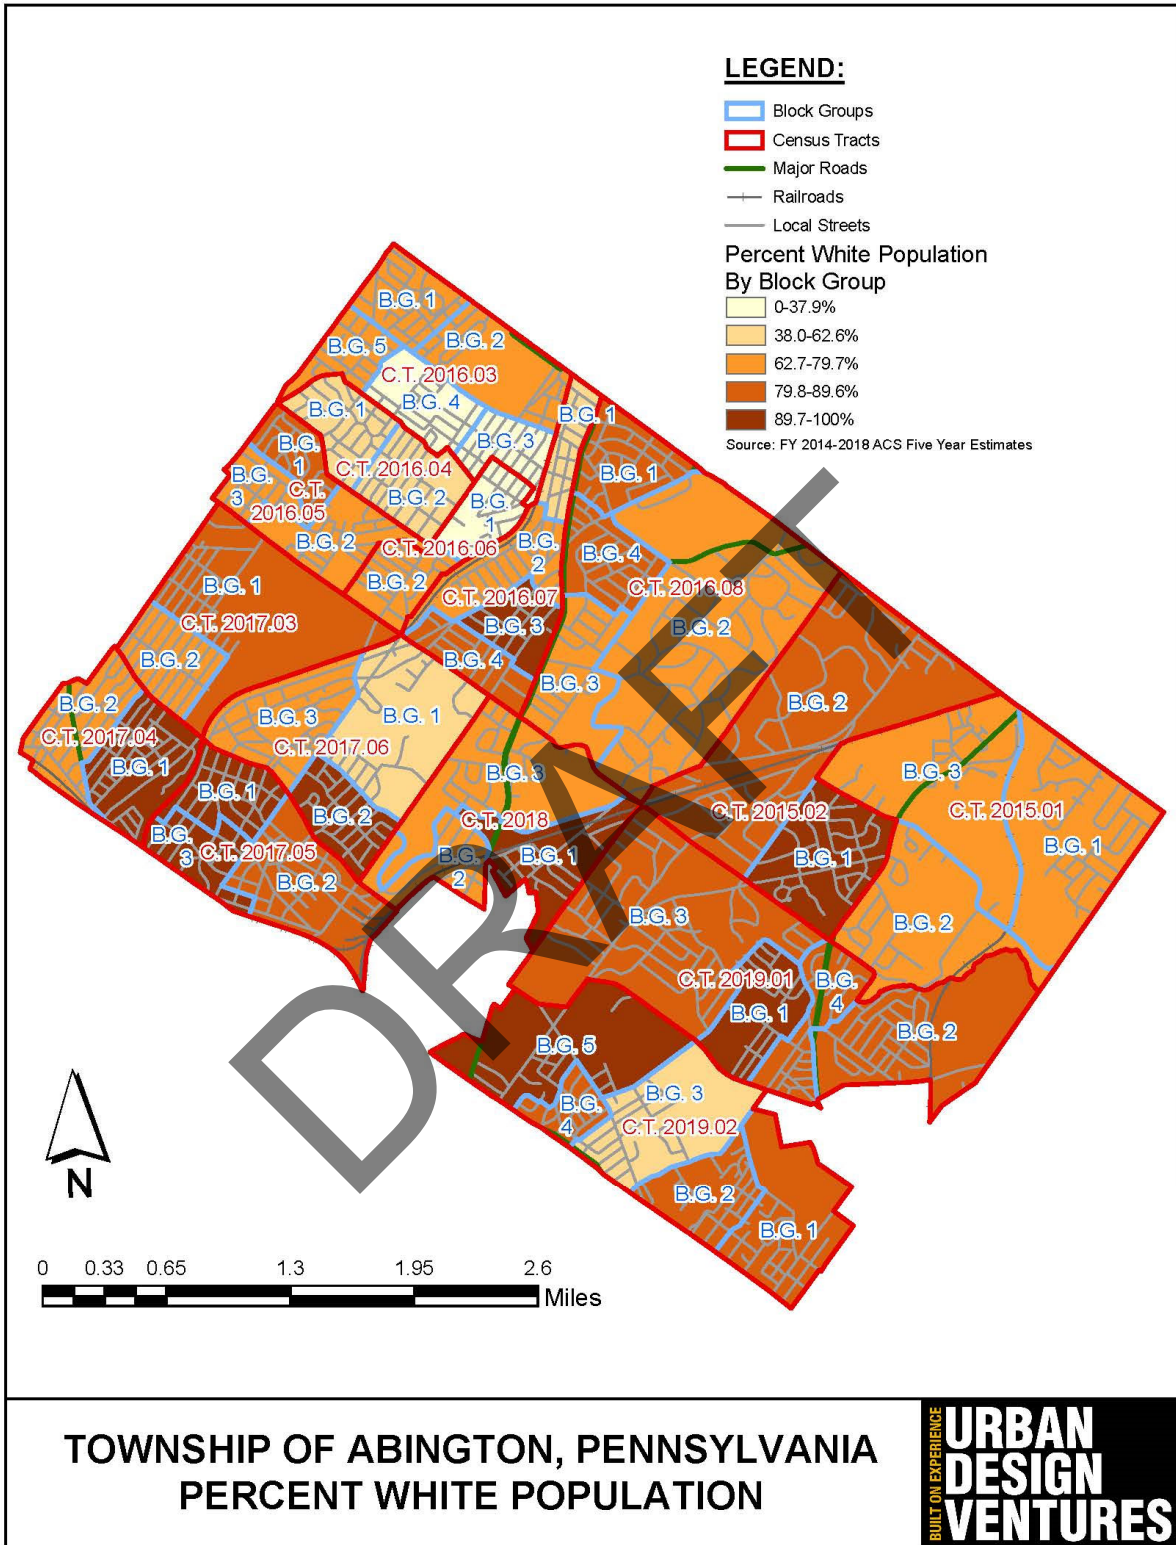 LEGEND:
Block Groups
Census Tracts
Major Roads
Railroads
Local Streets
Percent White Population
By Block Group
0-37.9%
38.0-62.6%
62.7-79.7%
79.8-89.6%
89.7-100%
Source: FY 2014-2018 ACS Five Year Estimates
B.G. 1
B.G. 2
B.G. 5
C.T. 2016.03
B.G. 4
B.G. 1
B.G. 1
B.G. 3
B.G.
1
C.T. 2016.04
B.G. 1
B.G.
3
C.T.
2016.05
B.G. 2
B.G.
1
B.G. 2
C.T. 2016.06
B.G.
2
B.G. 4
B.G. 2
C.T. 2016.07
C.T. 2016.08
B.G. 1
B.G. 3
B.G. 2
C.T. 2017.03
B.G. 2
B.G. 4
B.G. 3
B.G. 2
B.G. 2
B.G. 3
B.G. 1
C.T. 2017.04
C.T. 2017.06
B.G. 1
B.G. 3
B.G. 3
B.G. 1
B.G. 2
C.T. 2018
C.T. 2015.02
C.T. 2015.01
B.G.
3
C.T. 2017.05
B.G. 2
B.G.
2
B.G. 1
B.G. 1
B.G. 1
B.G. 3
B.G. 2
C.T. 2019.01
B.G. 1
B.G.
4
B.G. 2
B.G. 5
B.G. 3
B.G.
4
C.T. 2019.02
B.G. 2
B.G. 1
DRAFT
N
0 0.33 0.65 1.3 1.95 2.6
Miles
TOWNSHIP OF ABINGTON, PENNSYLVANIA
PERCENT WHITE POPULATION
BUILT ON EXPERIENCE
URBAN
DESIGN
VENTURES